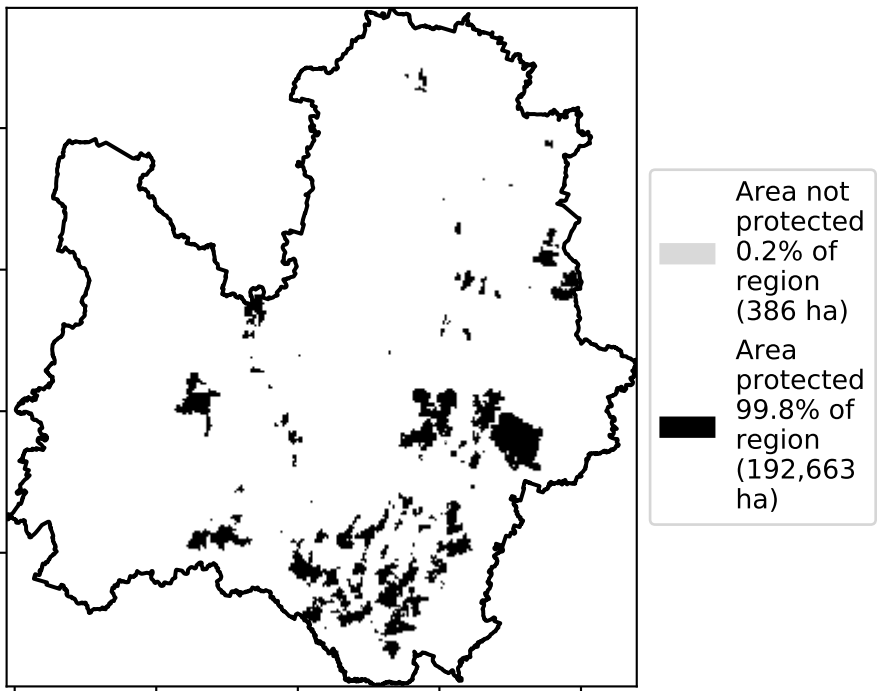 Area not
protected
0.2% of
region
(386 ha)
Area
protected
99.8% of
region
(192,663
ha)